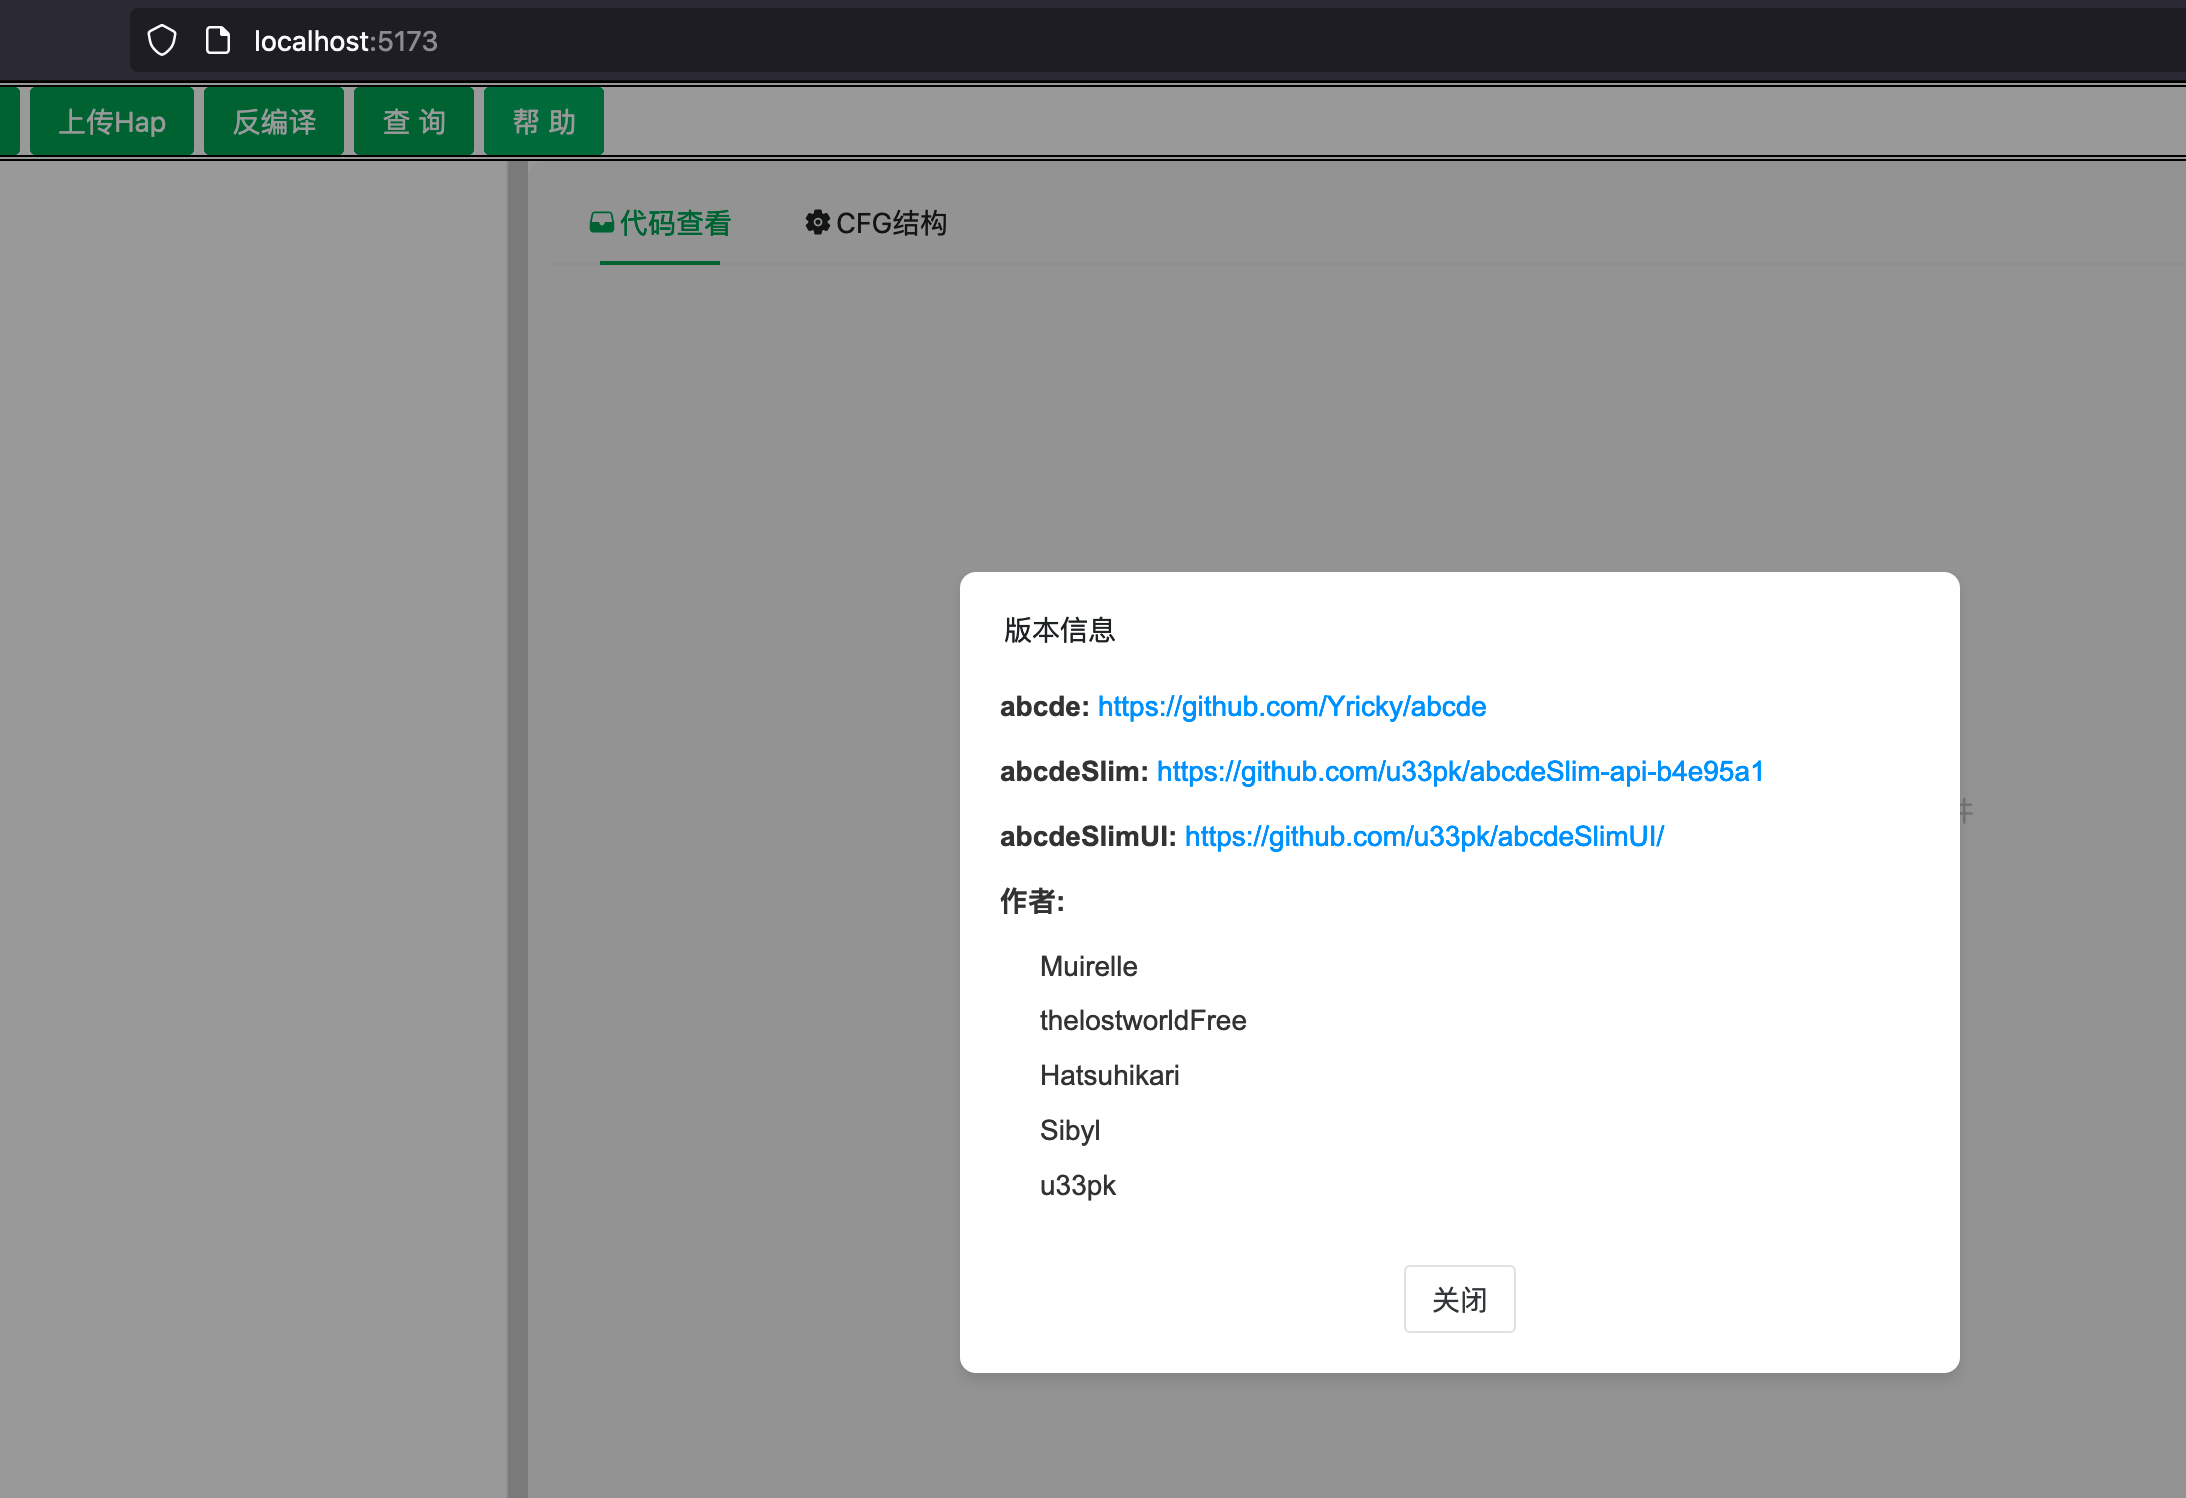 localhost:5173
上传Hap 反编译 查 询 帮 助
代码查看 CFG结构
版本信息
abcde: https://github.com/Yricky/abcde
abcdeSlim: https://github.com/u33pk/abcdeSlim-api-b4e95a1
abcdeSlimUI: https://github.com/u33pk/abcdeSlimUI/
作者:
Muirelle
thelostworldFree
Hatsuhikari
Sibyl
u33pk
关闭